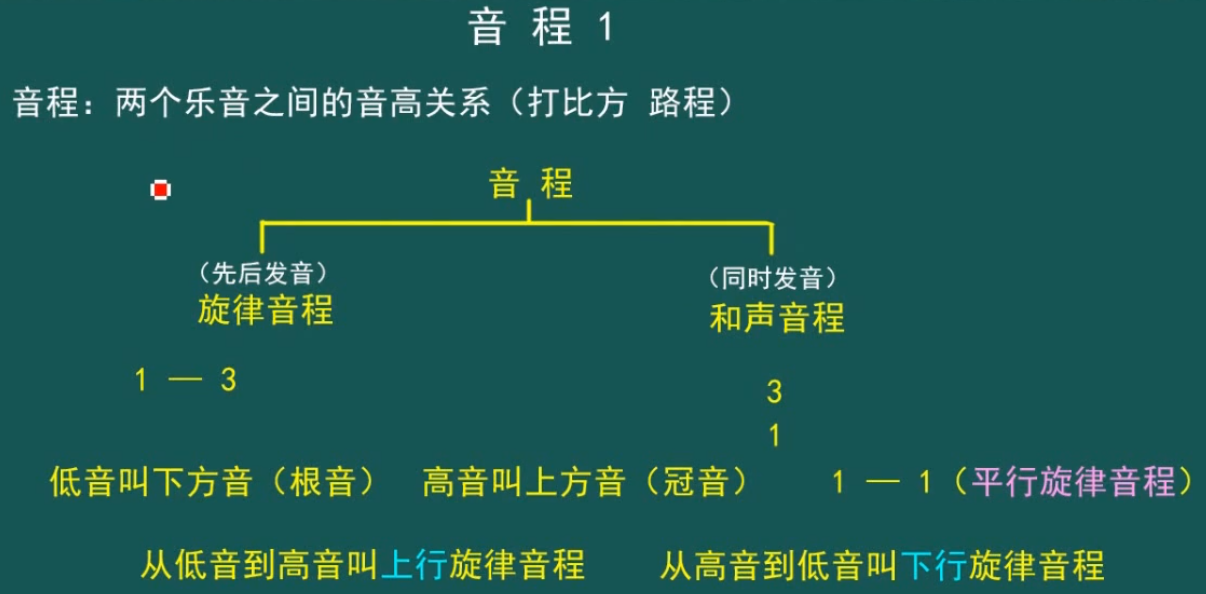 音 程 1
音程：两个乐音之间的音高关系（打比方 路程）
音 程
（先后发音）
旋律音程
（同时发音）
和声音程
1 — 3
3
1
低音叫下方音（根音） 高音叫上方音（冠音） 1 — 1（平行旋律音程）
从低音到高音叫上行旋律音程 从高音到低音叫下行旋律音程